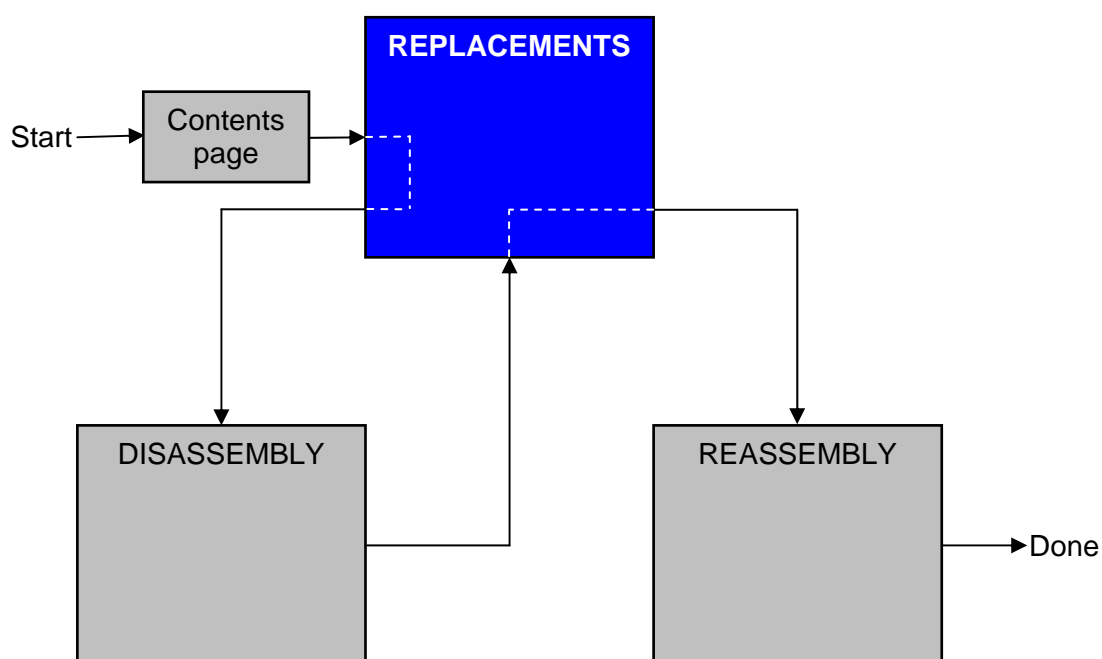 REPLACEMENTS
Start
Contents
page
DISASSEMBLY
REASSEMBLY
Done